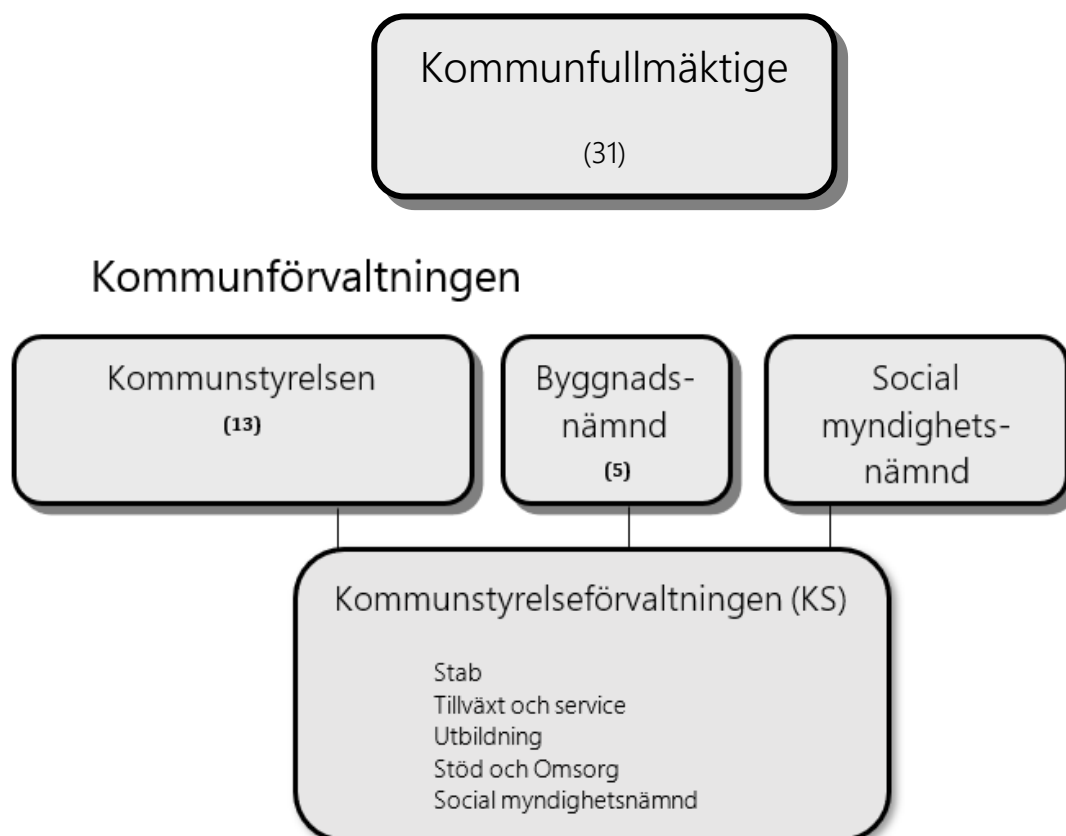 Kommunfullmäktige
(31)
Kommunförvaltningen
Kommunstyrelsen
(13)
Byggnads-
nämnd
(5)
Social
myndighets-
nämnd
Kommunstyrelseförvaltningen (KS)
Stab
Tillväxt och service
Utbildning
Stöd och Omsorg
Social myndighetsnämnd